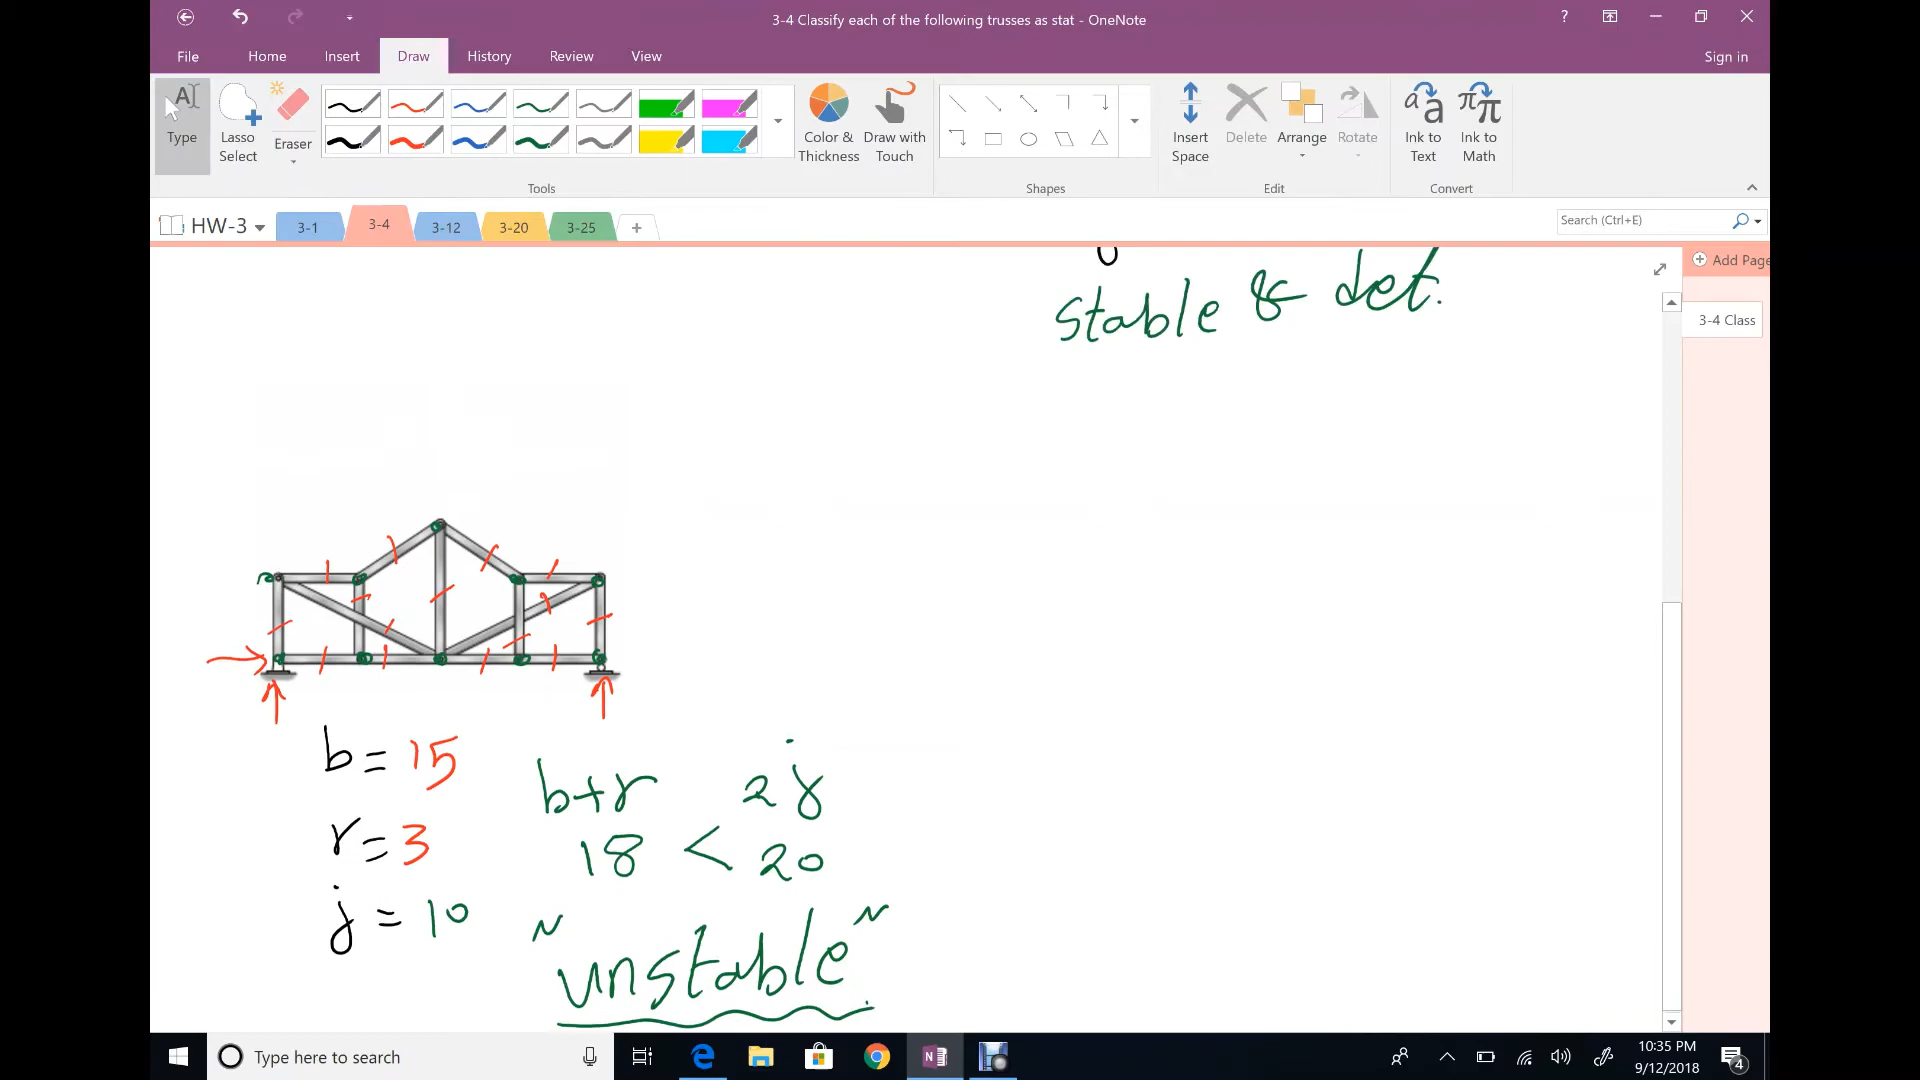 3-4 Classify each of the following trusses as stat - OneNote
?
File Home Insert Draw History Review View Sign in
Type
Lasso Select
Eraser
Color & Thickness
Draw with Touch
Insert Space
Delete
Arrange
Rotate
Ink to Text
Ink to Math
Tools Shapes Edit Convert
HW-3 3-1 3-4 3-12 3-20 3-25 +
Search (Ctrl+E)
Add Page
3-4 Class
stable & det.
b = 15
r = 3
j = 10
b+r 2j
18 < 20
"unstable"
Type here to search
10:35 PM
9/12/2018
4